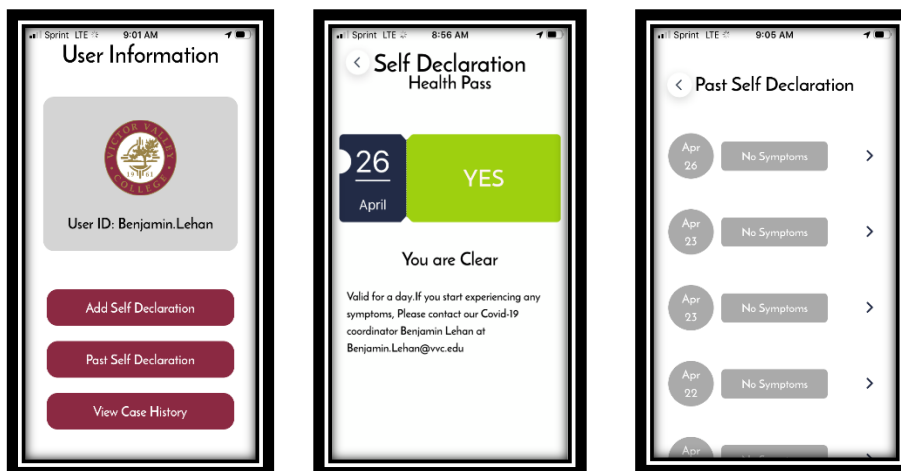 Sprint LTE 9:01 AM
User Information
VICTOR VALLEY
1961
COLLEGE
User ID: Benjamin.Lehan
Add Self Declaration
Past Self Declaration
View Case History
Sprint LTE 8:56 AM
Self Declaration
Health Pass
26
April
YES
You are Clear
Valid for a day.If you start experiencing any
symptoms, Please contact our Covid-19
coordinator Benjamin Lehan at
Benjamin.Lehan@vvc.edu
Sprint LTE 9:05 AM
Past Self Declaration
Apr
26
No Symptoms
Apr
23
No Symptoms
Apr
23
No Symptoms
Apr
22
No Symptoms
Apr